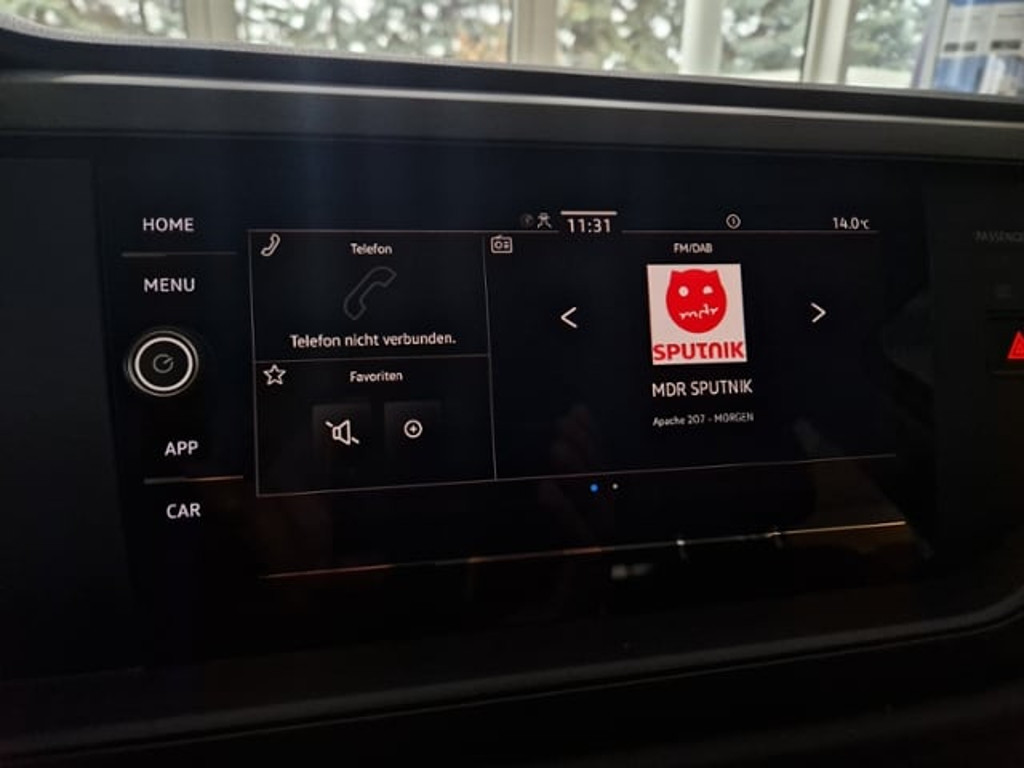 HOME
MENU
APP
CAR
11:31
14.0°C
Telefon
Telefon nicht verbunden.
Favoriten
FM/DAB
mdr
SPUTNIK
MDR SPUTNIK
Apache 207 - MORGEN